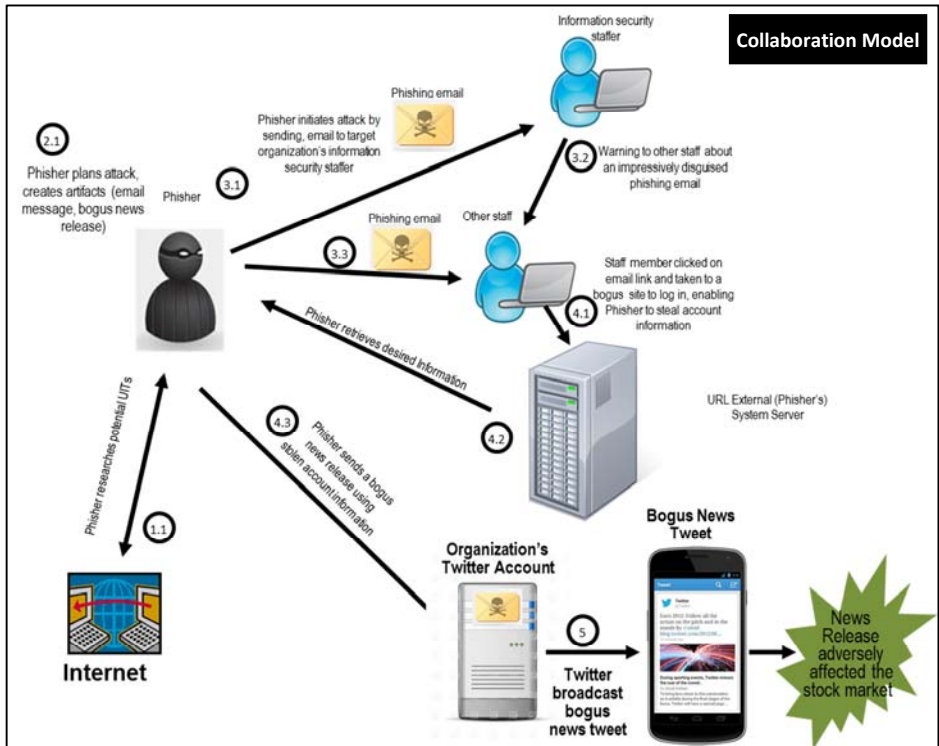 Collaboration Model
Information security
staffer
Phishing email
Phisher initiates attack by
sending, email to target
organization's information
security staffer
2.1
Phisher plans attack,
creates artifacts (email
message, bogus news
release)
3.1
Phisher
3.2
Warning to other staff about
an impressively disguised
phishing email
Phishing email
3.3
Other staff
Staff member clicked on
email link and taken to a
bogus site to log in, enabling
Phisher to steal account
information
4.1
Phisher retrieves desired Information
4.2
URL External (Phisher's)
System Server
Phisher researches potential UITs
1.1
Internet
4.3
Phisher sends a bogus
news release using
stolen account information
Organization's
Twitter Account
5
Twitter
broadcast
bogus
news tweet
Bogus News
Tweet
Tweet
Twitter
News
Release
adversely
affected the
stock market